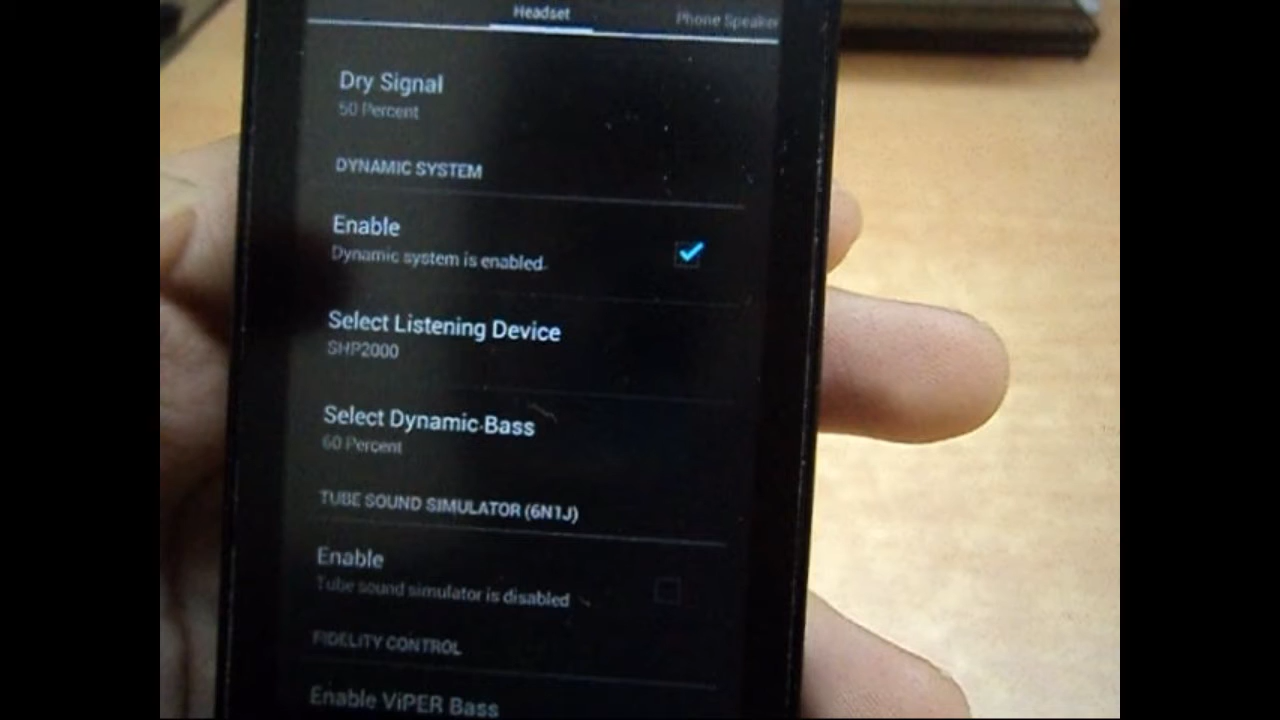 Headset
Phone Speaker
Dry Signal
50 Percent
DYNAMIC SYSTEM
Enable
Dynamic system is enabled.
Select Listening Device
SHP2000
Select Dynamic Bass
60 Percent
TUBE SOUND SIMULATOR (6N1J)
Enable
Tube sound simulator is disabled
FIDELITY CONTROL
Enable ViPER Bass